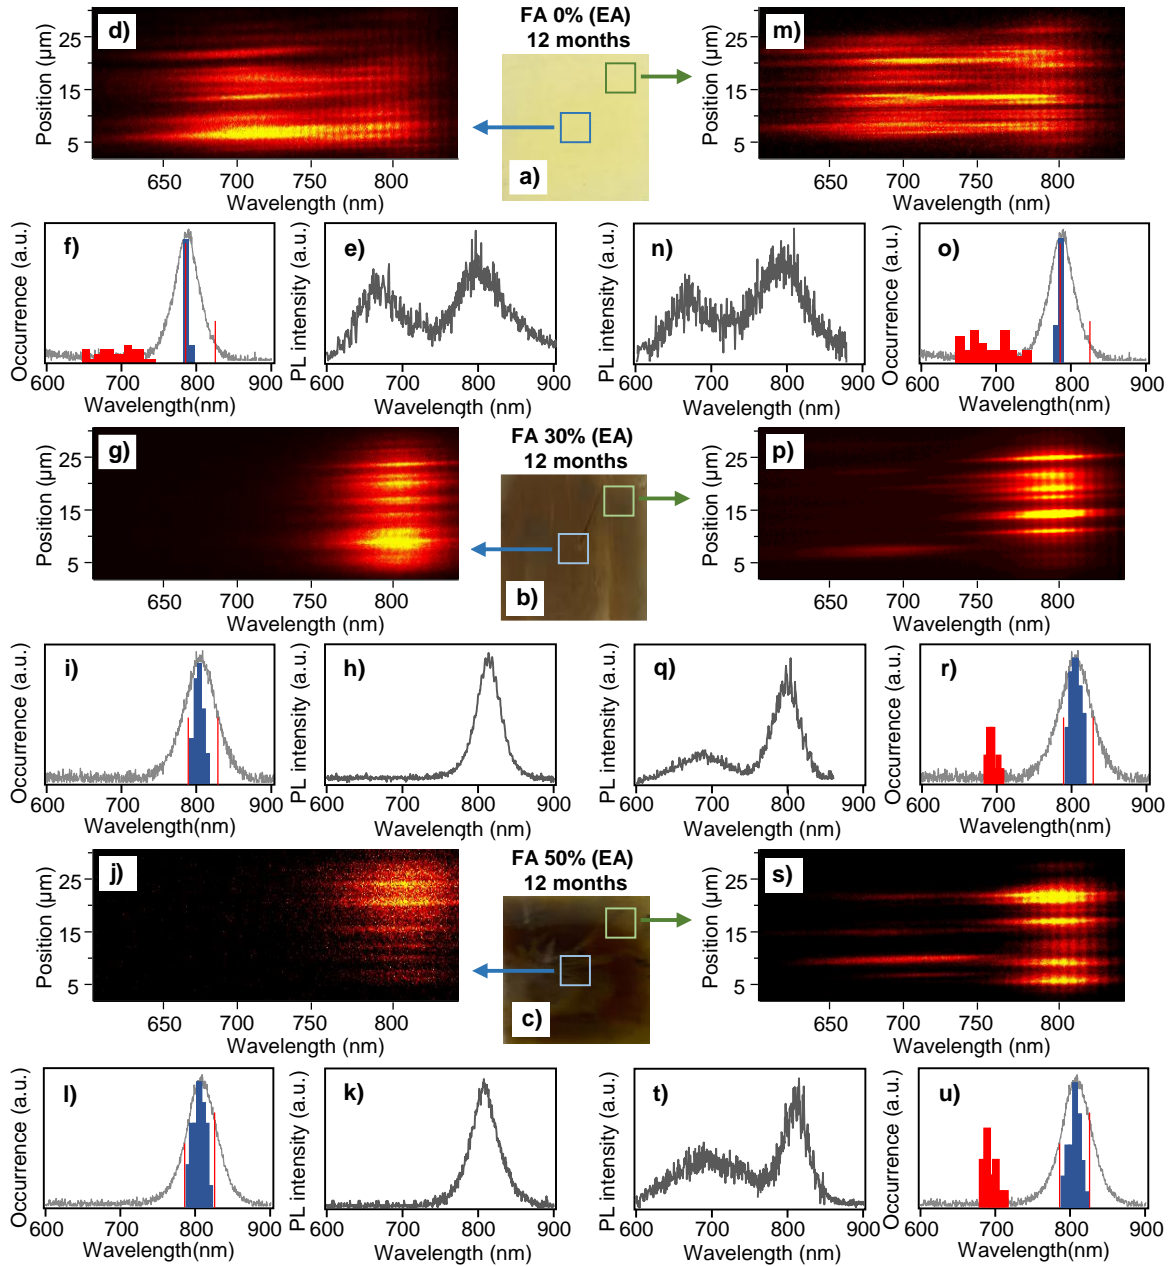 d)
Position (µm)
25
15
5
650
700
750
800
Wavelength (nm)
FA 0% (EA)
12 months
a)
m)
Position (µm)
25
15
5
650
700
750
800
Wavelength (nm)
f)
Occurrence (a.u.)
600
700
800
900
Wavelength(nm)
e)
PL intensity (a.u.)
600
700
800
900
Wavelength (nm)
n)
PL intensity (a.u.)
600
700
800
900
Wavelength (nm)
o)
Occurrence (a.u.)
600
700
800
900
Wavelength(nm)
g)
Position (µm)
25
15
5
650
700
750
800
Wavelength (nm)
FA 30% (EA)
12 months
b)
p)
Position (µm)
25
15
5
650
700
750
800
Wavelength (nm)
i)
Occurrence (a.u.)
600
700
800
900
Wavelength(nm)
h)
PL intensity (a.u.)
600
700
800
900
Wavelength (nm)
q)
PL intensity (a.u.)
600
700
800
900
Wavelength (nm)
r)
Occurrence (a.u.)
600
700
800
900
Wavelength(nm)
j)
Position (µm)
25
15
5
650
700
750
800
Wavelength (nm)
FA 50% (EA)
12 months
c)
s)
Position (µm)
25
15
5
650
700
750
800
Wavelength (nm)
l)
Occurrence (a.u.)
600
700
800
900
Wavelength(nm)
k)
PL intensity (a.u.)
600
700
800
900
Wavelength (nm)
t)
PL intensity (a.u.)
600
700
800
900
Wavelength (nm)
u)
Occurrence (a.u.)
600
700
800
900
Wavelength(nm)